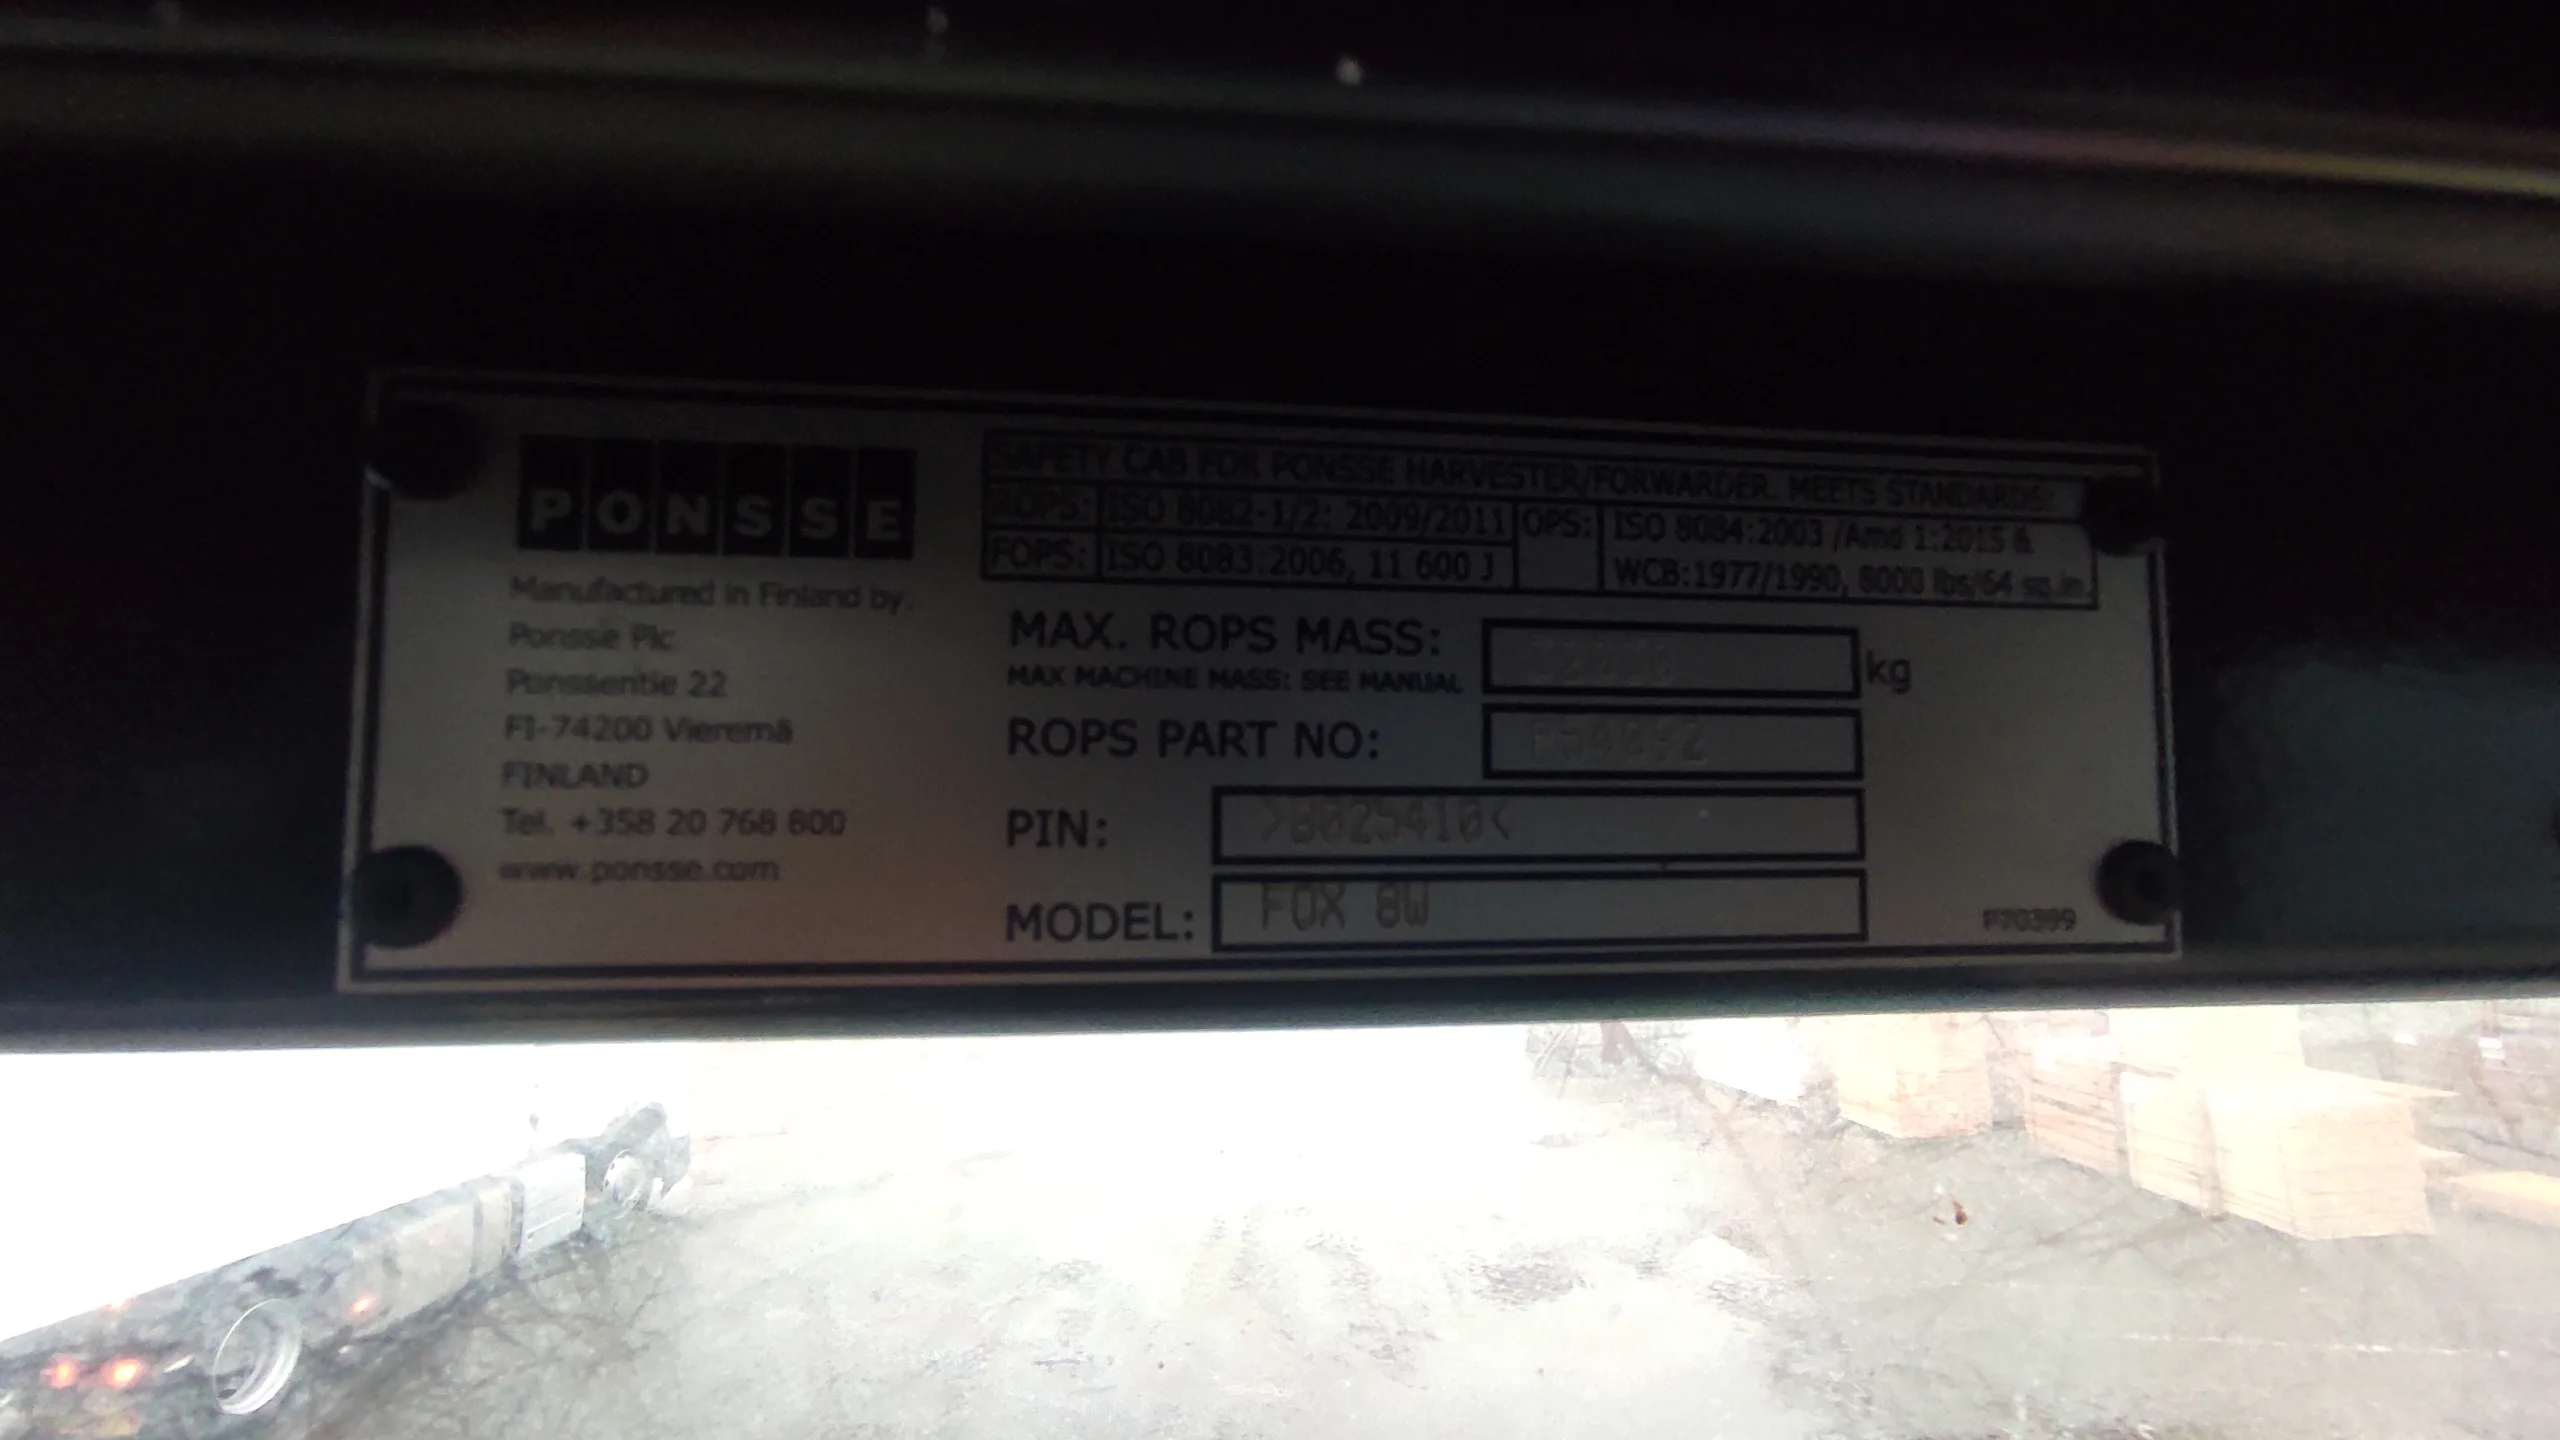 PONSSE
Manufactured in Finland by:
Ponsse Plc
Ponssentie 22
FI-74200 Vieremä
FINLAND
Tel. +358 20 768 800
www.ponsse.com
SAFETY CAB FOR PONSSE HARVESTER/FORWARDER. MEETS STANDARDS:
ROPS: ISO 8082-1/2: 2009/2011
FOPS: ISO 8083:2006, 11 600 J
OPS: ISO 8084:2003 /Amd 1:2015 &
WCB:1977/1990, 8000 lbs/64 sq.in.
MAX. ROPS MASS: kg
MAX MACHINE MASS: SEE MANUAL
ROPS PART NO:
PIN: >8025410<
MODEL: FOX 8W
P70399